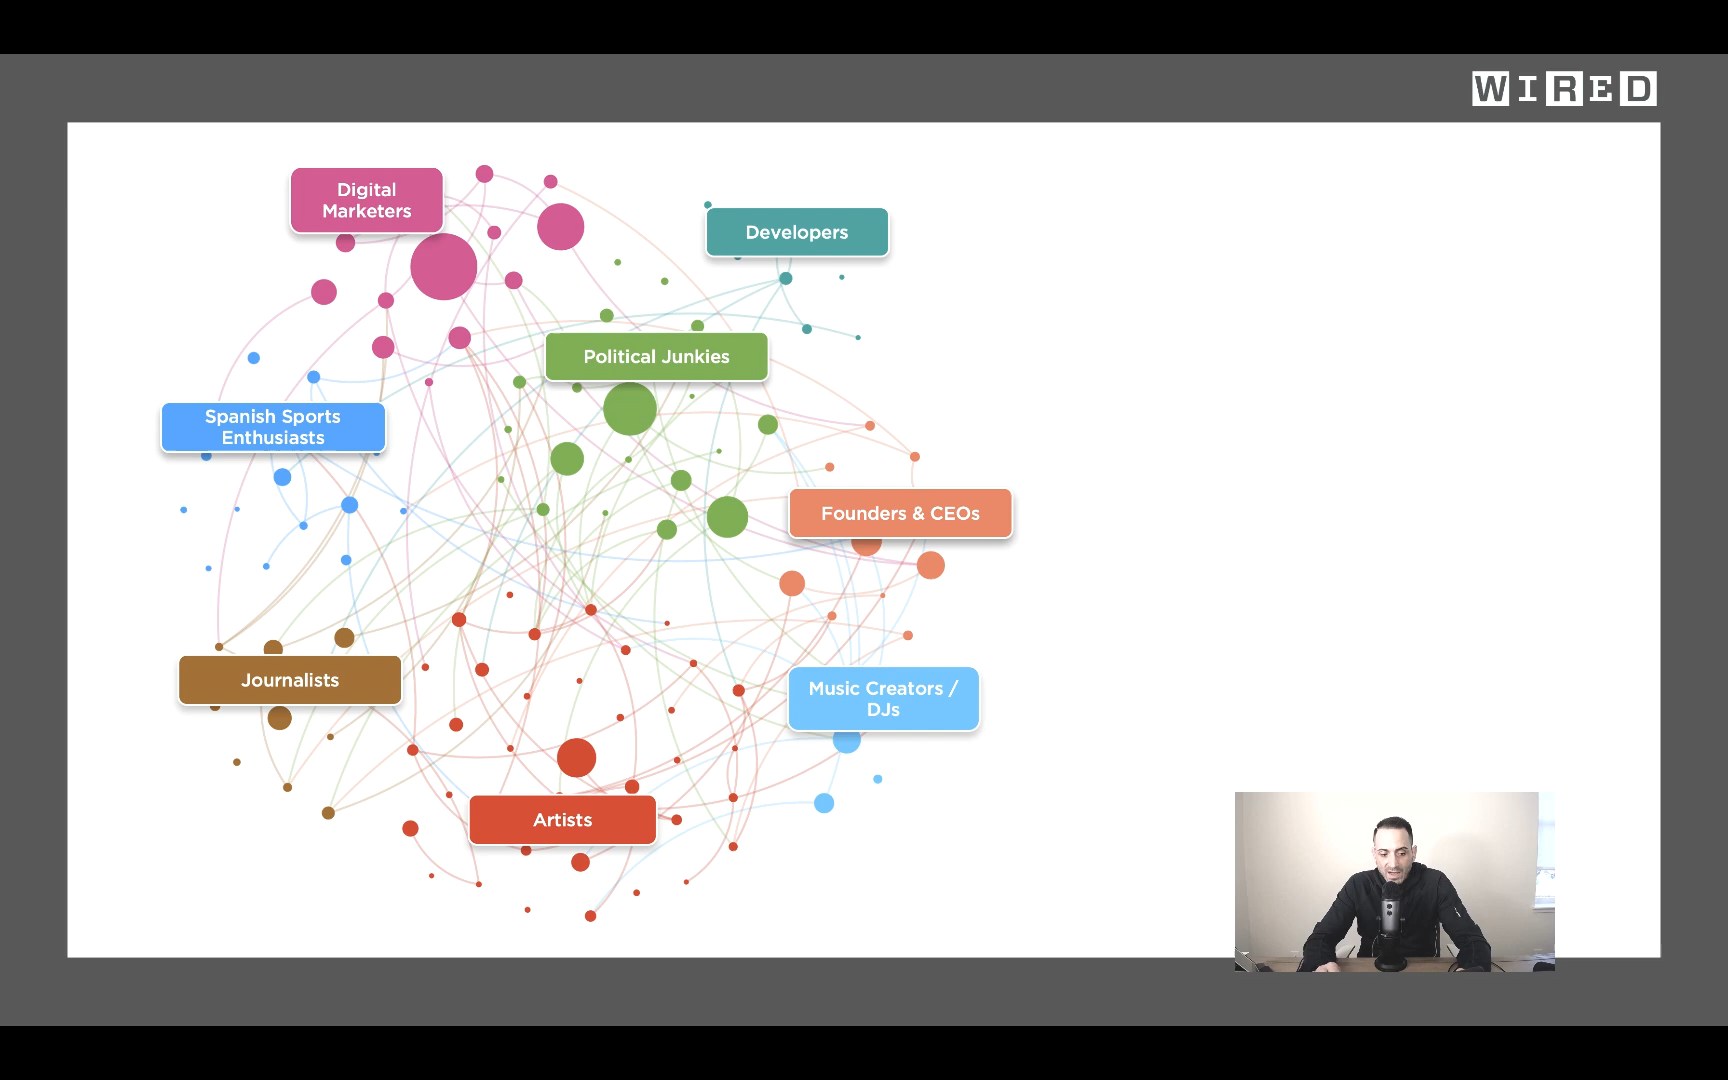 WIRED
Digital
Marketers
Developers
Political Junkies
Spanish Sports
Enthusiasts
Founders & CEOs
Journalists
Music Creators /
DJs
Artists